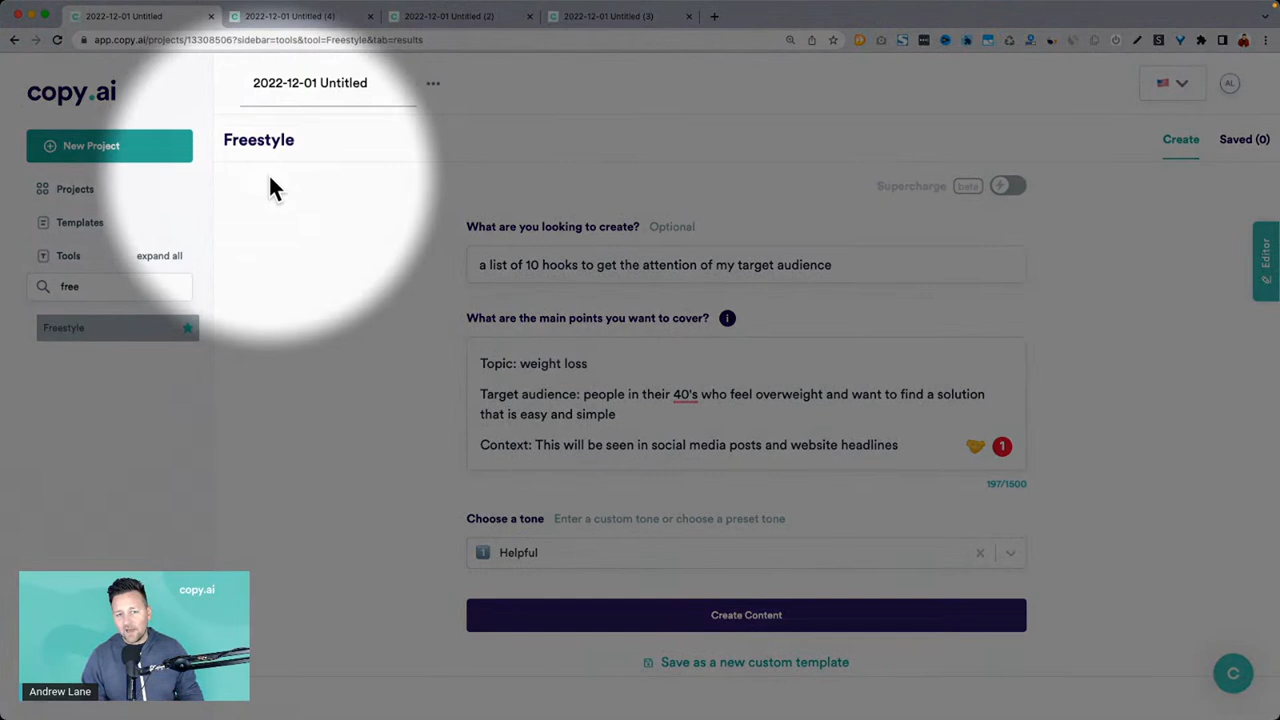 2022-12-01 Untitled
2022-12-01 Untitled (4)
2022-12-01 Untitled (2)
2022-12-01 Untitled (3)
app.copy.ai/projects/13308506?sidebar=tools&tool=Freestyle&tab=results
copy.ai
2022-12-01 Untitled
AL
New Project
Freestyle
Create
Saved (0)
Projects
Supercharge beta
Templates
What are you looking to create? Optional
Tools
expand all
a list of 10 hooks to get the attention of my target audience
Editor
free
What are the main points you want to cover?
Freestyle
Topic: weight loss
Target audience: people in their 40's who feel overweight and want to find a solution
that is easy and simple
Context: This will be seen in social media posts and website headlines
1
197/1500
Choose a tone Enter a custom tone or choose a preset tone
Helpful
copy.ai
Create Content
Save as a new custom template
C
Andrew Lane